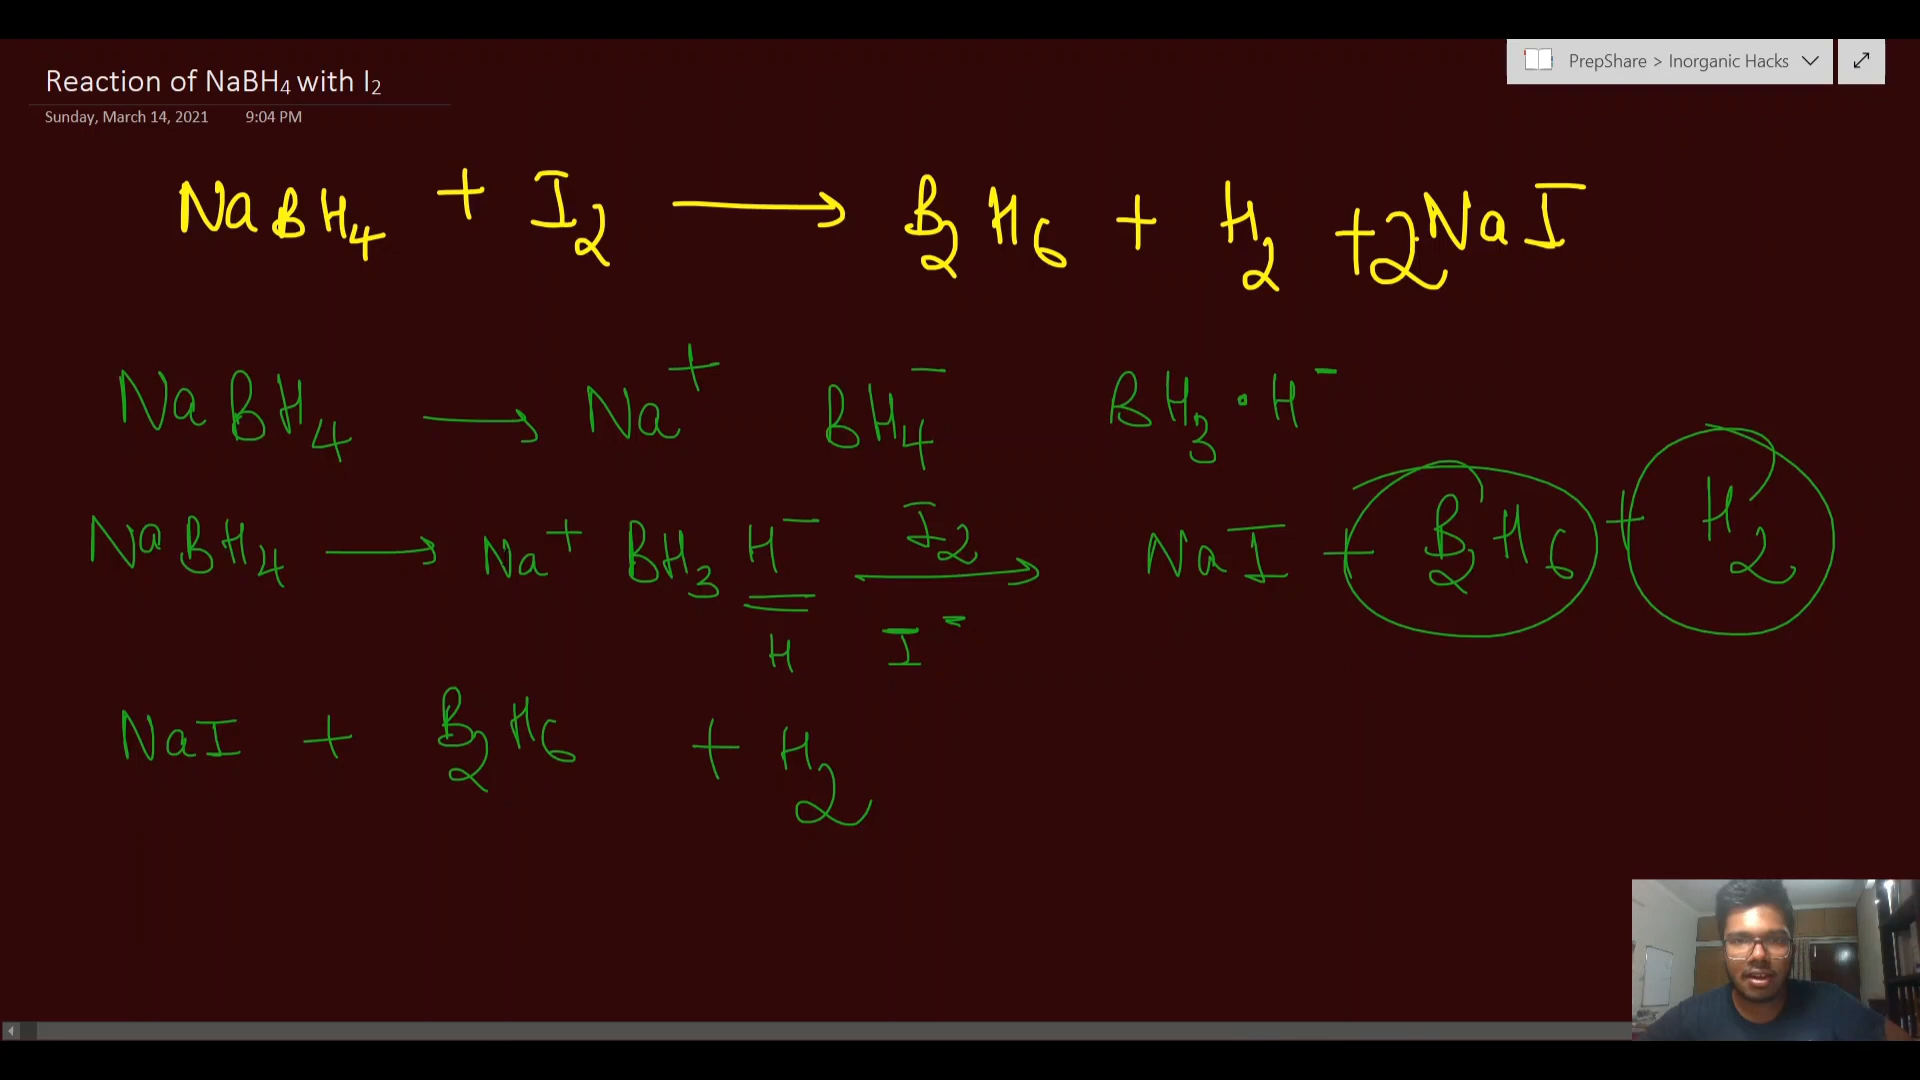 PrepShare > Inorganic Hacks
Reaction of NaBH₄ with I₂
Sunday, March 14, 2021 9:04 PM
NaBH₄ + I₂ ⟶ B₂H₆ + H₂ + 2NaI
NaBH₄ ⟶ Na⁺ BH₄⁻ BH₃·H⁻
NaBH₄ ⟶ Na⁺ BH₃ H⁻ I₂ ⟶ NaI + B₂H₆ + H₂
H I⁻
NaI + B₂H₆ + H₂